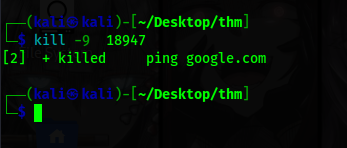 ┌──(kali㉿kali)-[~/Desktop/thm]
└─$ kill -9  18947
[2]  + killed     ping google.com

┌──(kali㉿kali)-[~/Desktop/thm]
└─$